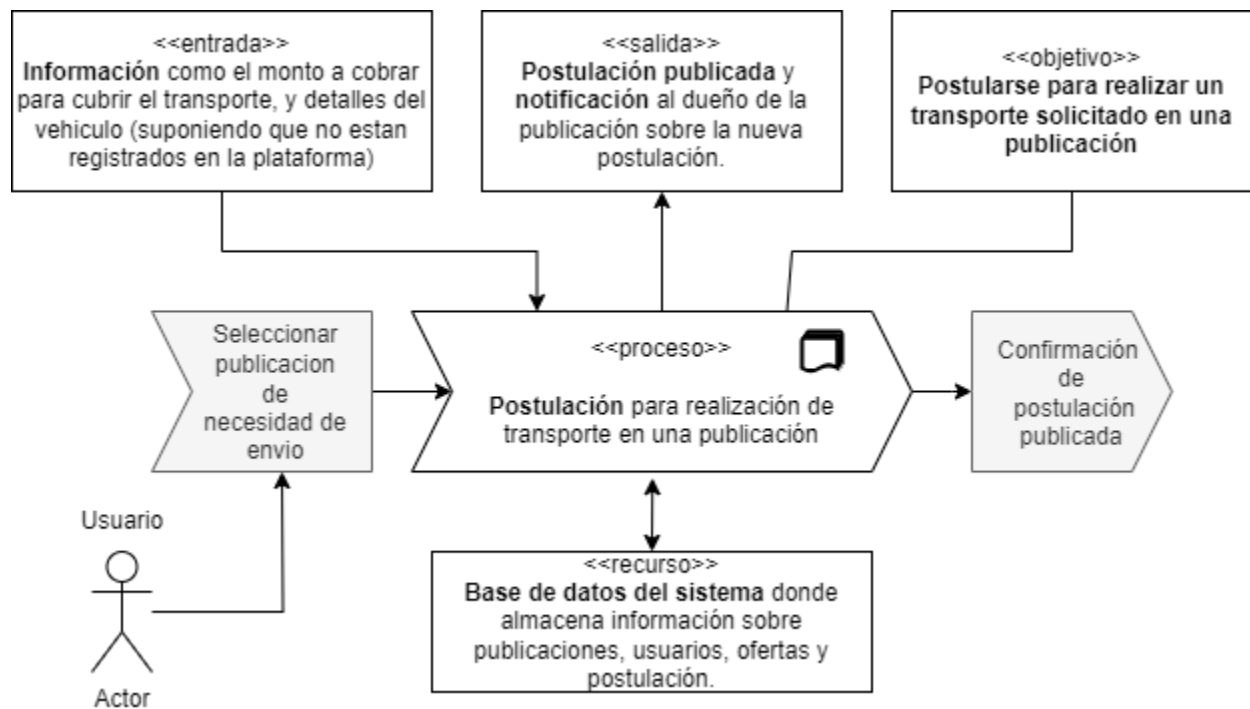 <<entrada>>
Información como el monto a cobrar
para cubrir el transporte, y detalles del
vehiculo (suponiendo que no estan
registrados en la plataforma)
<<salida>>
Postulación publicada y
notificación al dueño de la
publicación sobre la nueva
postulación.
<<objetivo>>
Postularse para realizar un
transporte solicitado en una
publicación
Seleccionar
publicacion
de
necesidad de
envio
<<proceso>>
Postulación para realización de
transporte en una publicación
Confirmación
de
postulación
publicada
Usuario
Actor
<<recurso>>
Base de datos del sistema donde
almacena información sobre
publicaciones, usuarios, ofertas y
postulación.